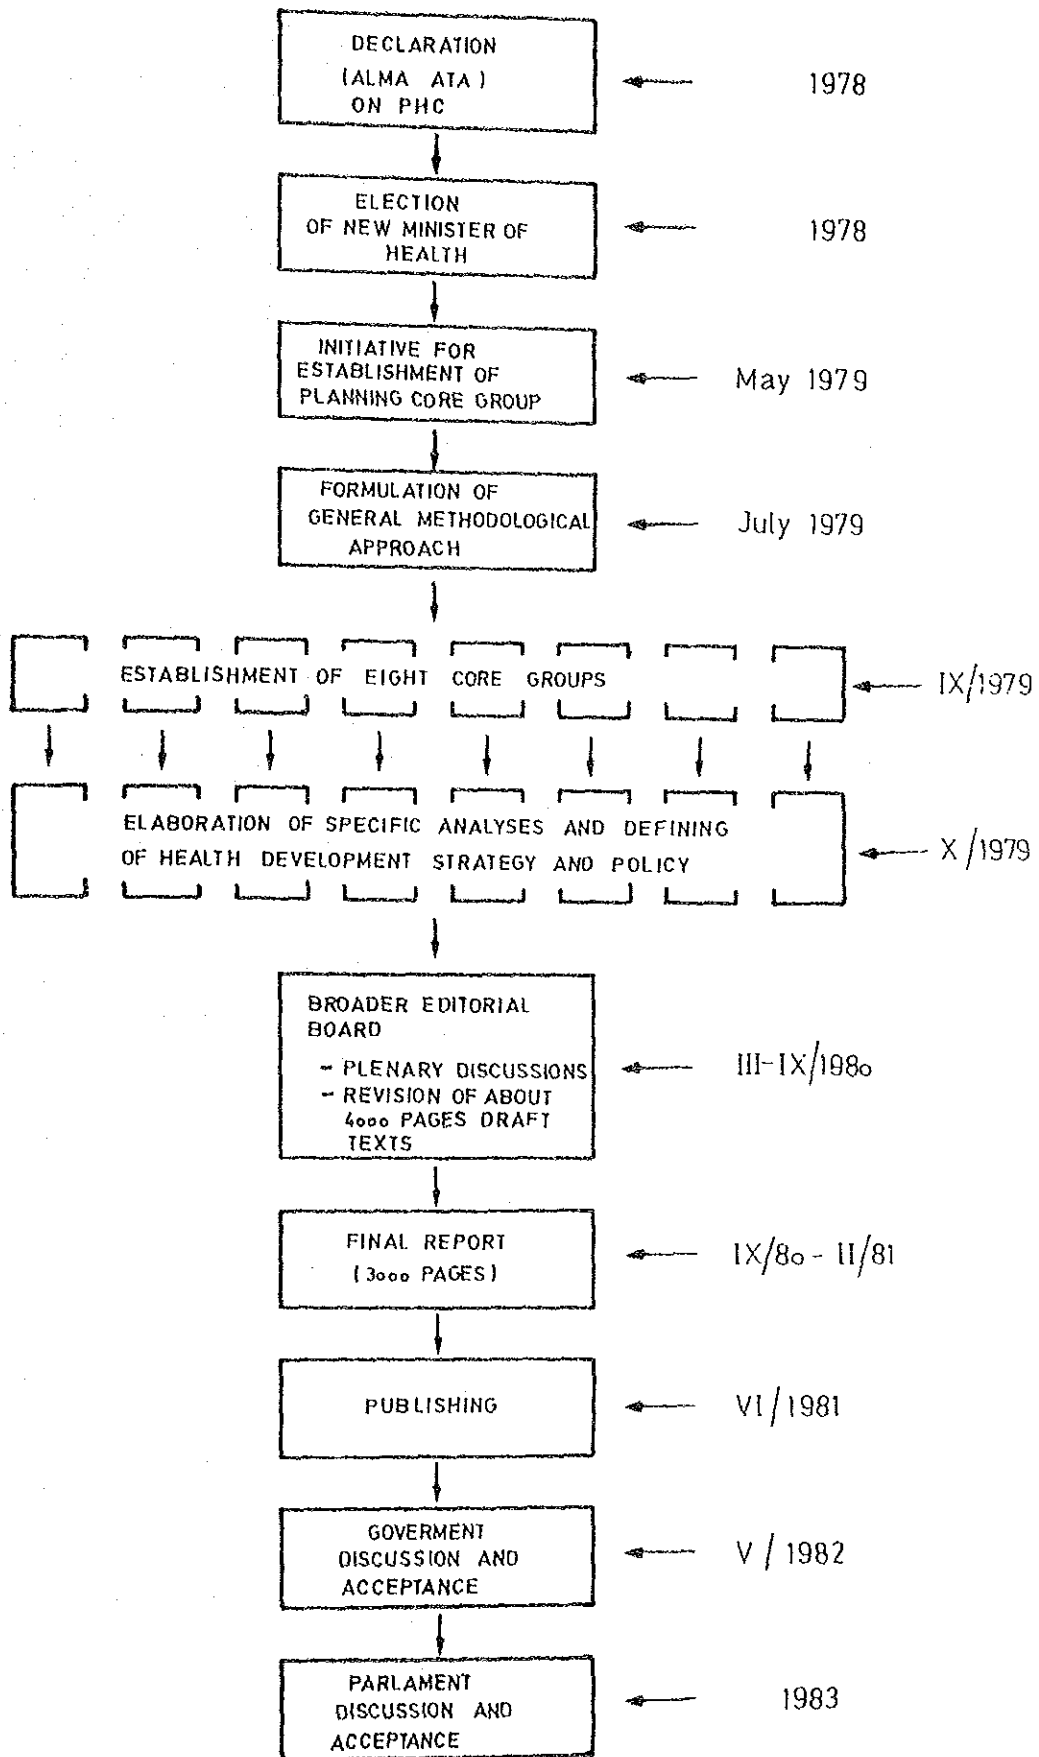 DECLARATION
(ALMA ATA)
ON PHC
1978
ELECTION
OF NEW MINISTER OF
HEALTH
1978
INITIATIVE FOR
ESTABLISHMENT OF
PLANNING CORE GROUP
May 1979
FORMULATION OF
GENERAL METHODOLOGICAL
APPROACH
July 1979
ESTABLISHMENT OF EIGHT CORE GROUPS
IX/1979
ELABORATION OF SPECIFIC ANALYSES AND DEFINING
OF HEALTH DEVELOPMENT STRATEGY AND POLICY
X/1979
BROADER EDITORIAL
BOARD
- PLENARY DISCUSSIONS
- REVISION OF ABOUT
4000 PAGES DRAFT
TEXTS
III-IX/1980
FINAL REPORT
(3000 PAGES)
IX/80 - II/81
PUBLISHING
VI/1981
GOVERMENT
DISCUSSION AND
ACCEPTANCE
V/1982
PARLAMENT
DISCUSSION AND
ACCEPTANCE
1983